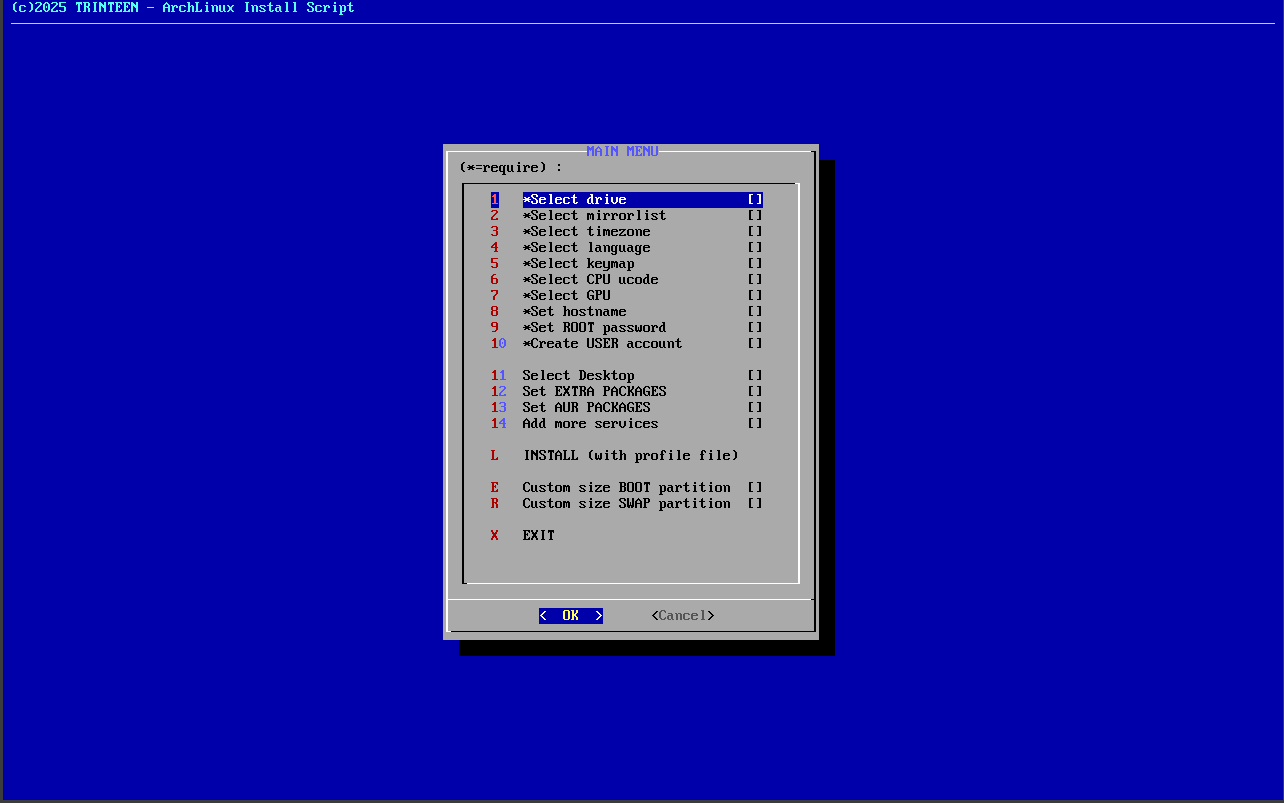 (c)2025 TRINTEEN - ArchLinux Install Script
MAIN MENU
(*=require) :
1 *Select drive []
2 *Select mirrorlist []
3 *Select timezone []
4 *Select language []
5 *Select keymap []
6 *Select CPU ucode []
7 *Select GPU []
8 *Set hostname []
9 *Set ROOT password []
10 *Create USER account []
11 Select Desktop []
12 Set EXTRA PACKAGES []
13 Set AUR PACKAGES []
14 Add more services []
L INSTALL (with profile file)
E Custom size BOOT partition []
R Custom size SWAP partition []
X EXIT
< OK > <Cancel>